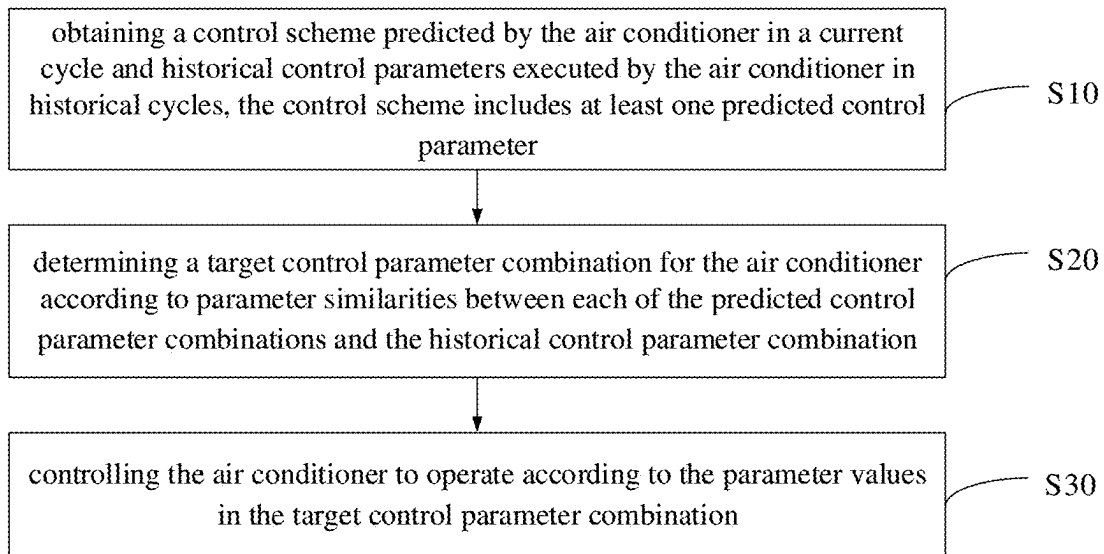 obtaining a control scheme predicted by the air conditioner in a current
cycle and historical control parameters executed by the air conditioner in
historical cycles, the control scheme includes at least one predicted control
parameter
S10
determining a target control parameter combination for the air conditioner
according to parameter similarities between each of the predicted control
parameter combinations and the historical control parameter combination
S20
controlling the air conditioner to operate according to the parameter values
in the target control parameter combination
S30